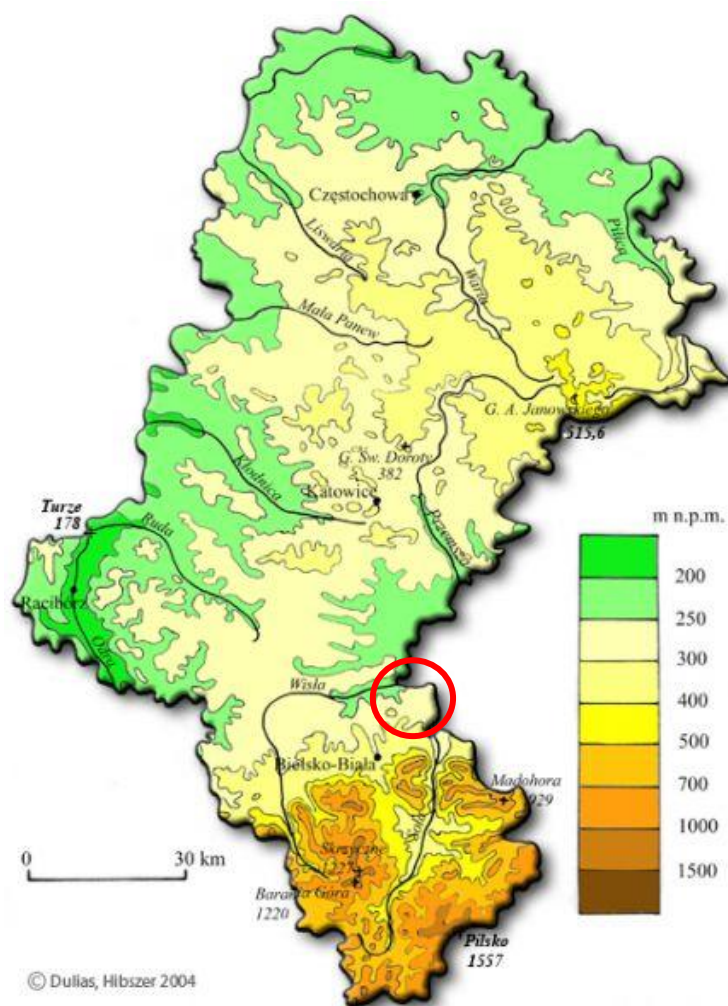 Częstochowa
Liswarta
Warta
Pilica
Mała Panew
G. A. Janowskiego
515,6
G. Św. Doroty
382
Kłodnica
Katowice
Przemsza
Turze
178
Ruda
m n.p.m.
200
250
300
400
500
700
1000
1500
Racibórz
Odra
Wisła
Bielsko-Biała
Madohora
929
Soła
Skrzyczne
1227
0
30 km
Barania Góra
1220
Pilsko
1557
© Dulias, Hibszer 2004